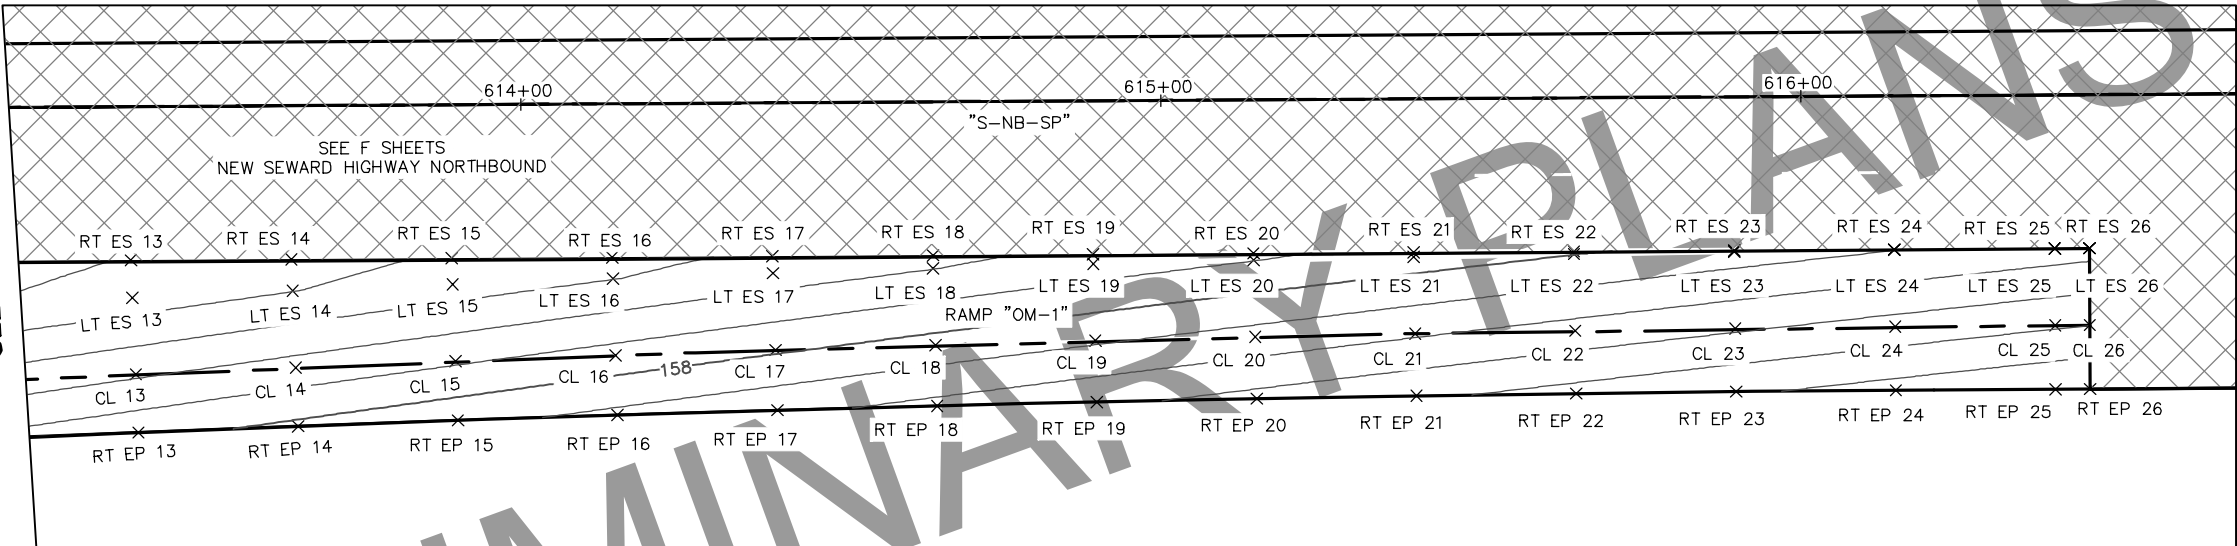 614+00
615+00
616+00
"S-NB-SP"
SEE F SHEETS
NEW SEWARD HIGHWAY NORTHBOUND
RT ES 13
RT ES 14
RT ES 15
RT ES 16
RT ES 17
RT ES 18
RT ES 19
RT ES 20
RT ES 21
RT ES 22
RT ES 23
RT ES 24
RT ES 25
RT ES 26
LT ES 13
LT ES 14
LT ES 15
LT ES 16
LT ES 17
LT ES 18
LT ES 19
LT ES 20
LT ES 21
LT ES 22
LT ES 23
LT ES 24
LT ES 25
LT ES 26
RAMP "OM-1"
CL 13
CL 14
CL 15
CL 16
158
CL 17
CL 18
CL 19
CL 20
CL 21
CL 22
CL 23
CL 24
CL 25
CL 26
RT EP 13
RT EP 14
RT EP 15
RT EP 16
RT EP 17
RT EP 18
RT EP 19
RT EP 20
RT EP 21
RT EP 22
RT EP 23
RT EP 24
RT EP 25
RT EP 26
IMINARY PLANS